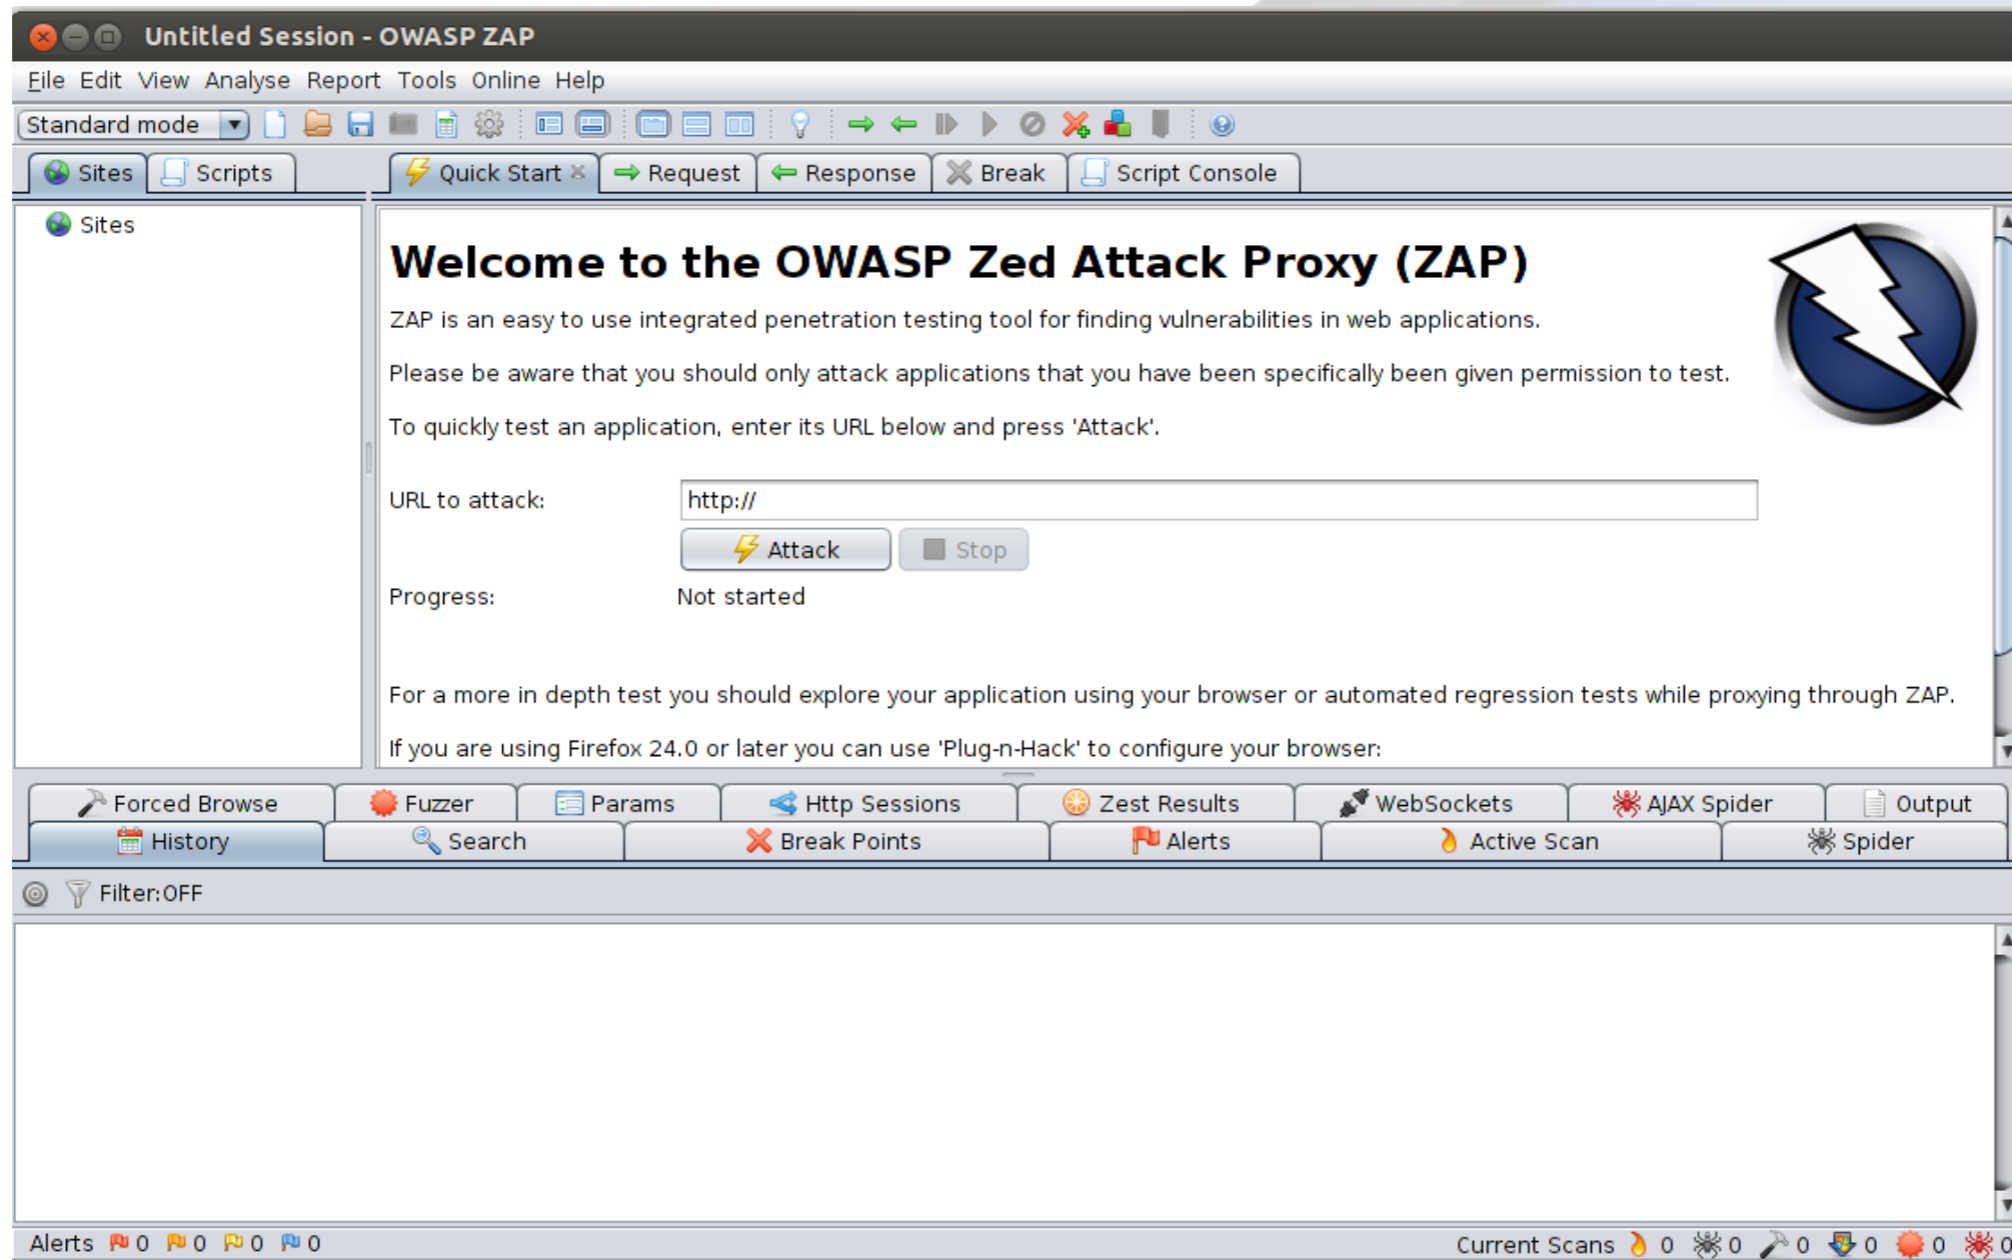 Untitled Session - OWASP ZAP
File Edit View Analyse Report Tools Online Help
Standard mode
Sites Scripts Quick Start Request Response Break Script Console
Sites
Welcome to the OWASP Zed Attack Proxy (ZAP)
ZAP is an easy to use integrated penetration testing tool for finding vulnerabilities in web applications.
Please be aware that you should only attack applications that you have been specifically been given permission to test.
To quickly test an application, enter its URL below and press 'Attack'.
URL to attack: http://
Attack Stop
Progress: Not started
For a more in depth test you should explore your application using your browser or automated regression tests while proxying through ZAP.
If you are using Firefox 24.0 or later you can use 'Plug-n-Hack' to configure your browser:
Forced Browse Fuzzer Params Http Sessions Zest Results WebSockets AJAX Spider Output
History Search Break Points Alerts Active Scan Spider
Filter:OFF
Alerts 0 0 0 0 Current Scans 0 0 0 0 0 0